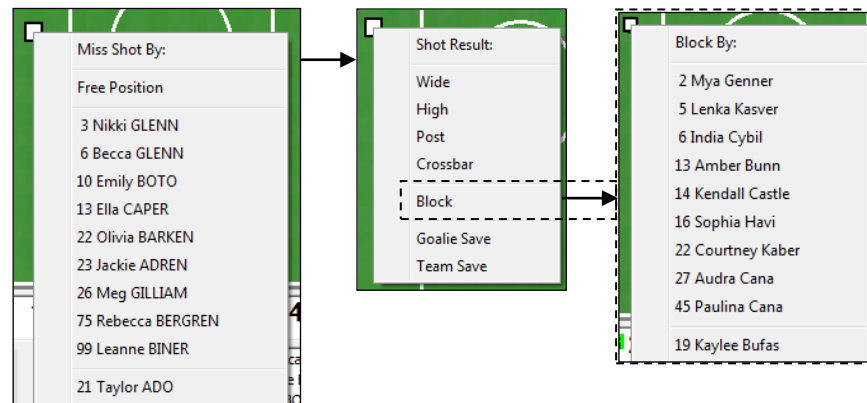 Miss Shot By:
Free Position
3 Nikki GLENN
6 Becca GLENN
10 Emily BOTO
13 Ella CAPER
22 Olivia BARKEN
23 Jackie ADREN
26 Meg GILLIAM
75 Rebecca BERGREN
99 Leanne BINER
21 Taylor ADO
Shot Result:
Wide
High
Post
Crossbar
Block
Goalie Save
Team Save
Block By:
2 Mya Genner
5 Lenka Kasver
6 India Cybil
13 Amber Bunn
14 Kendall Castle
16 Sophia Havi
22 Courtney Kaber
27 Audra Cana
45 Paulina Cana
19 Kaylee Bufas